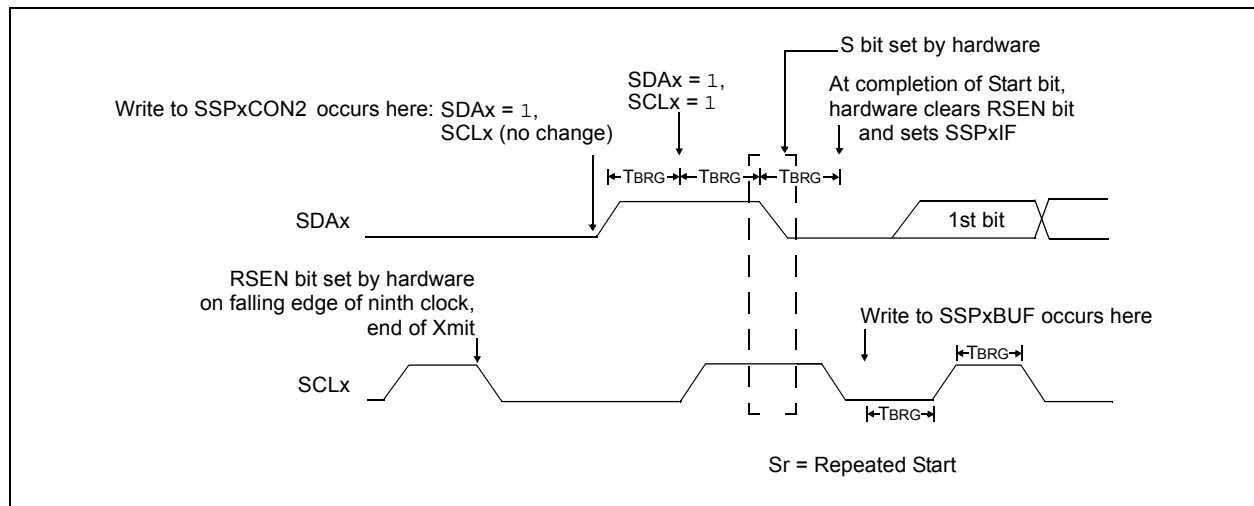 S bit set by hardware
SDAx = 1,
SCLx = 1
At completion of Start bit,
hardware clears RSEN bit
and sets SSPxIF
Write to SSPxCON2 occurs here: SDAx = 1,
SCLx (no change)
TBRG
TBRG
TBRG
SDAx
1st bit
RSEN bit set by hardware
on falling edge of ninth clock,
end of Xmit
Write to SSPxBUF occurs here
TBRG
SCLx
TBRG
Sr = Repeated Start